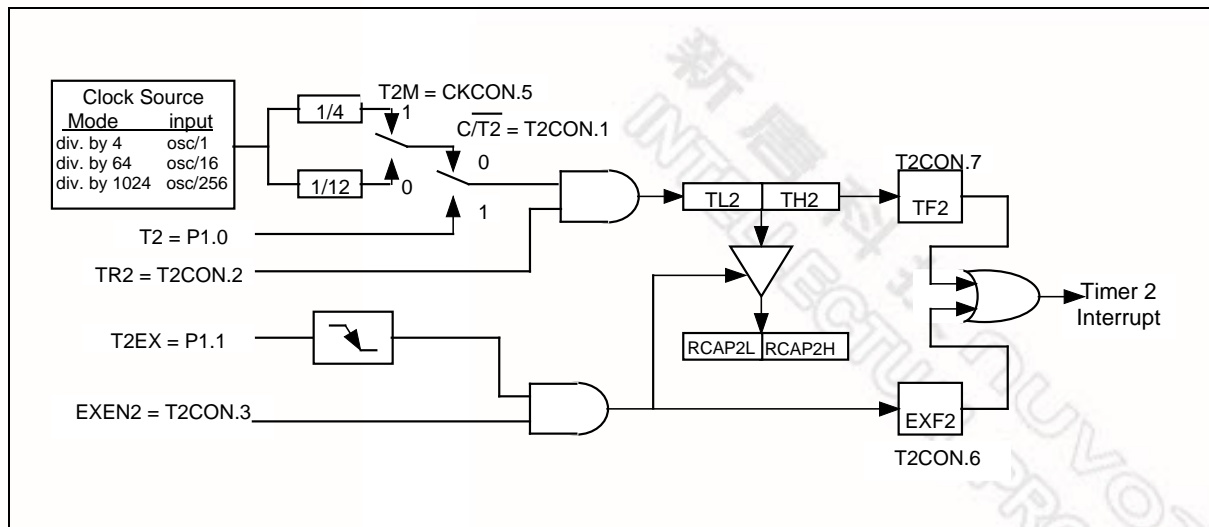 Clock Source
Mode input
div. by 4 osc/1
div. by 64 osc/16
div. by 1024 osc/256
1/4
1/12
T2M = CKCON.5
1
0
C/T2 = T2CON.1
0
1
T2 = P1.0
TR2 = T2CON.2
T2EX = P1.1
EXEN2 = T2CON.3
TL2 TH2
RCAP2L RCAP2H
T2CON.7
TF2
EXF2
T2CON.6
Timer 2
Interrupt
新唐科